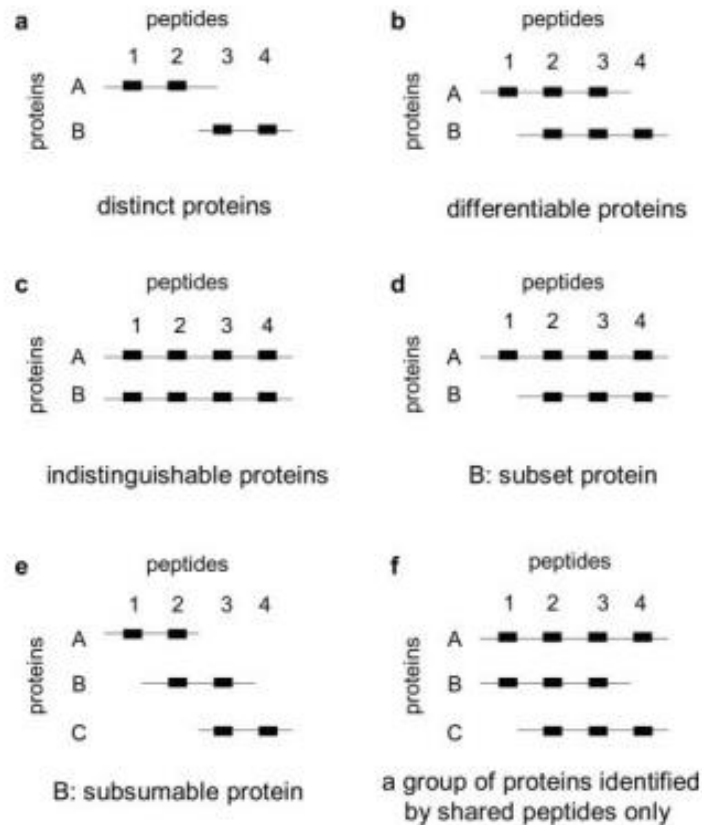 a
peptides
1 2 3 4
proteins
A
B
distinct proteins
b
peptides
1 2 3 4
proteins
A
B
differentiable proteins
c
peptides
1 2 3 4
proteins
A
B
indistinguishable proteins
d
peptides
1 2 3 4
proteins
A
B
B: subset protein
e
peptides
1 2 3 4
proteins
A
B
C
B: subsumable protein
f
peptides
1 2 3 4
proteins
A
B
C
a group of proteins identified
by shared peptides only